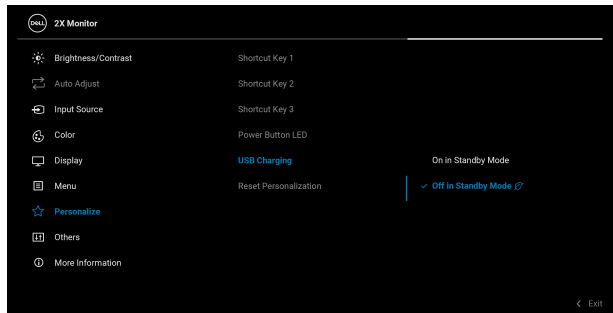 DELL 2X Monitor
Brightness/Contrast Shortcut Key 1
Auto Adjust Shortcut Key 2
Input Source Shortcut Key 3
Color Power Button LED
Display USB Charging On in Standby Mode
Menu Reset Personalization Off in Standby Mode
Personalize
Others
More Information
Exit